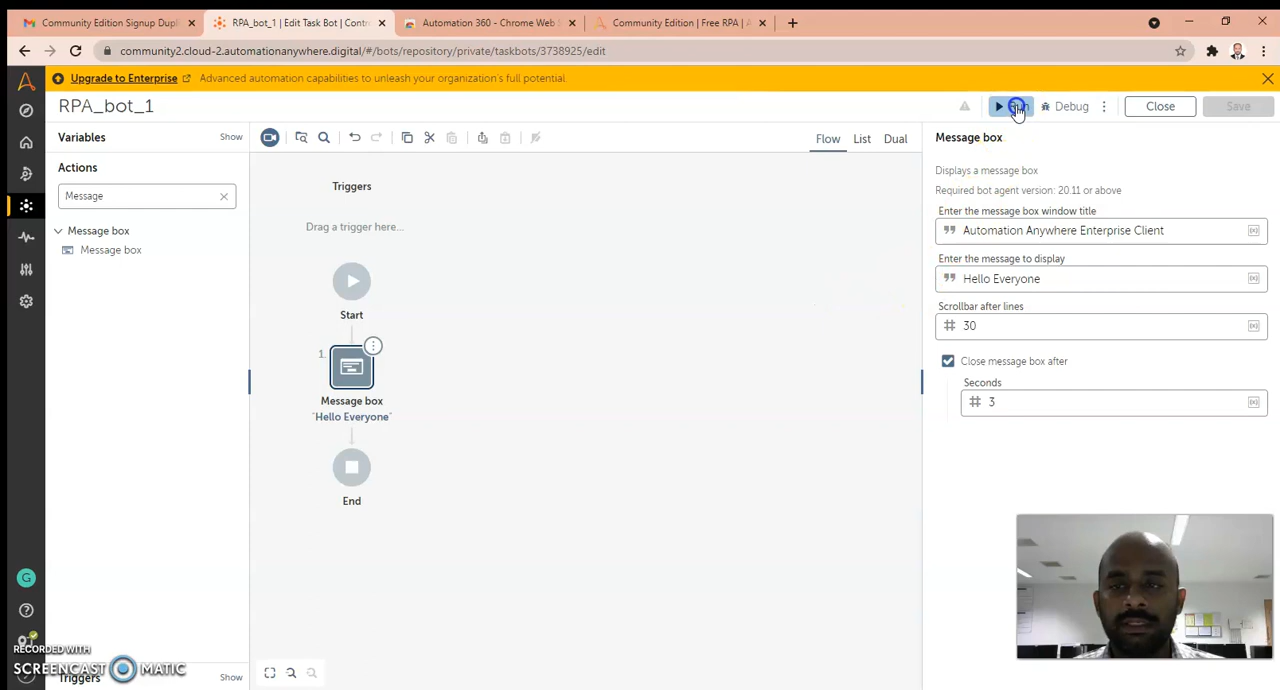 Community Edition Signup Dupl
RPA_bot_1 | Edit Task Bot | Contro
Automation 360 - Chrome Web S
Community Edition | Free RPA | A
community2.cloud-2.automationanywhere.digital/#/bots/repository/private/taskbots/3738925/edit
Upgrade to Enterprise
Advanced automation capabilities to unleash your organization's full potential.
RPA_bot_1
Debug
Close
Save
Variables
Show
Flow
List
Dual
Message box
Actions
Message
Message box
Message box
Triggers
Drag a trigger here...
Start
1.
Message box
"Hello Everyone"
End
Displays a message box
Required bot agent version: 20.11 or above
Enter the message box window title
Automation Anywhere Enterprise Client
Enter the message to display
Hello Everyone
Scrollbar after lines
30
Close message box after
Seconds
3
G
RECORDED WITH
SCREENCAST MATIC
Triggers
Show